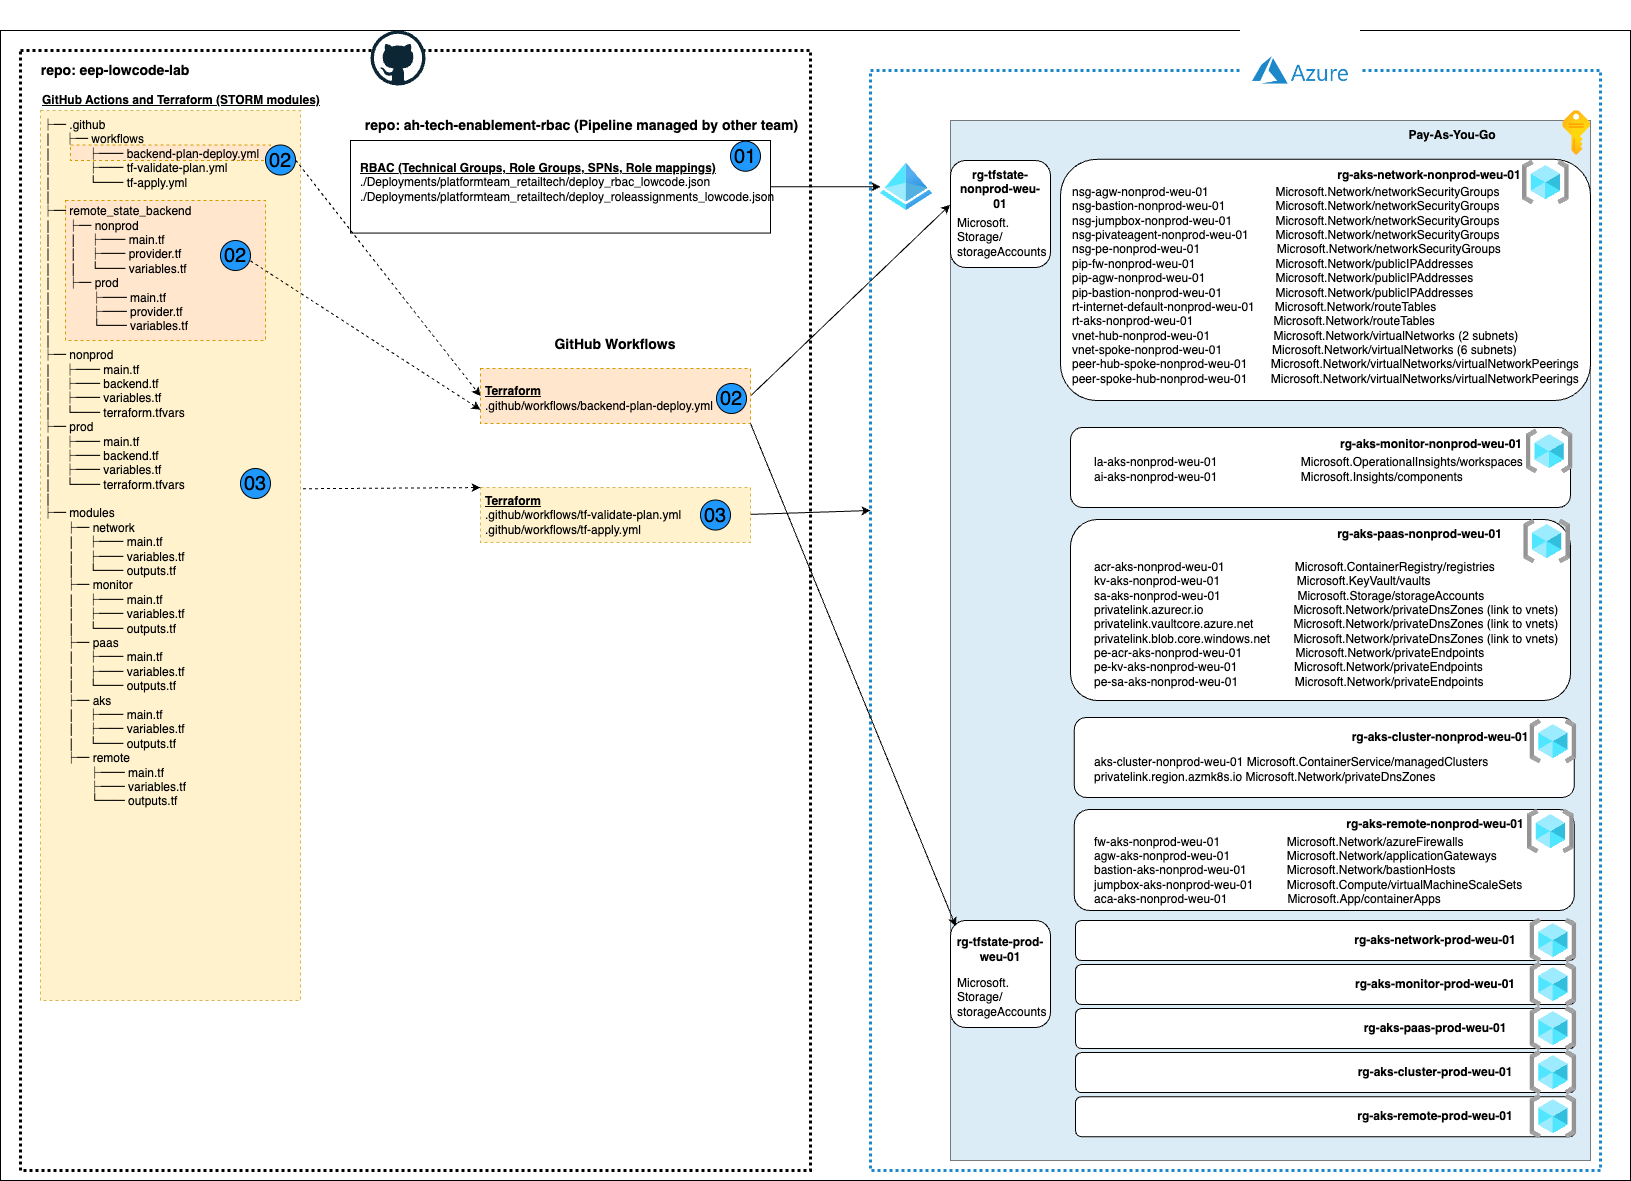 repo: eep-lowcode-lab
GitHub Actions and Terraform (STORM modules)
.github
workflows
backend-plan-deploy.yml
tf-validate-plan.yml
tf-apply.yml
02
remote_state_backend
nonprod
main.tf
provider.tf
variables.tf
02
prod
main.tf
provider.tf
variables.tf
nonprod
main.tf
backend.tf
variables.tf
terraform.tfvars
prod
main.tf
backend.tf
variables.tf
terraform.tfvars
03
modules
network
main.tf
variables.tf
outputs.tf
monitor
main.tf
variables.tf
outputs.tf
paas
main.tf
variables.tf
outputs.tf
aks
main.tf
variables.tf
outputs.tf
remote
main.tf
variables.tf
outputs.tf
repo: ah-tech-enablement-rbac (Pipeline managed by other team)
01
RBAC (Technical Groups, Role Groups, SPNs, Role mappings)
./Deployments/platformteam_retailtech/deploy_rbac_lowcode.json
./Deployments/platformteam_retailtech/deploy_roleassignments_lowcode.json
GitHub Workflows
Terraform
.github/workflows/backend-plan-deploy.yml
02
Terraform
.github/workflows/tf-validate-plan.yml
.github/workflows/tf-apply.yml
03
Azure
Pay-As-You-Go
rg-tfstate-
nonprod-weu-
01
Microsoft.
Storage/
storageAccounts
rg-aks-network-nonprod-weu-01
nsg-agw-nonprod-weu-01 Microsoft.Network/networkSecurityGroups
nsg-bastion-nonprod-weu-01 Microsoft.Network/networkSecurityGroups
nsg-jumpbox-nonprod-weu-01 Microsoft.Network/networkSecurityGroups
nsg-pivateagent-nonprod-weu-01 Microsoft.Network/networkSecurityGroups
nsg-pe-nonprod-weu-01 Microsoft.Network/networkSecurityGroups
pip-fw-nonprod-weu-01 Microsoft.Network/publicIPAddresses
pip-agw-nonprod-weu-01 Microsoft.Network/publicIPAddresses
pip-bastion-nonprod-weu-01 Microsoft.Network/publicIPAddresses
rt-internet-default-nonprod-weu-01 Microsoft.Network/routeTables
rt-aks-nonprod-weu-01 Microsoft.Network/routeTables
vnet-hub-nonprod-weu-01 Microsoft.Network/virtualNetworks (2 subnets)
vnet-spoke-nonprod-weu-01 Microsoft.Network/virtualNetworks (6 subnets)
peer-hub-spoke-nonprod-weu-01 Microsoft.Network/virtualNetworks/virtualNetworkPeerings
peer-spoke-hub-nonprod-weu-01 Microsoft.Network/virtualNetworks/virtualNetworkPeerings
rg-aks-monitor-nonprod-weu-01
la-aks-nonprod-weu-01 Microsoft.OperationalInsights/workspaces
ai-aks-nonprod-weu-01 Microsoft.Insights/components
rg-aks-paas-nonprod-weu-01
acr-aks-nonprod-weu-01 Microsoft.ContainerRegistry/registries
kv-aks-nonprod-weu-01 Microsoft.KeyVault/vaults
sa-aks-nonprod-weu-01 Microsoft.Storage/storageAccounts
privatelink.azurecr.io Microsoft.Network/privateDnsZones (link to vnets)
privatelink.vaultcore.azure.net Microsoft.Network/privateDnsZones (link to vnets)
privatelink.blob.core.windows.net Microsoft.Network/privateDnsZones (link to vnets)
pe-acr-aks-nonprod-weu-01 Microsoft.Network/privateEndpoints
pe-kv-aks-nonprod-weu-01 Microsoft.Network/privateEndpoints
pe-sa-aks-nonprod-weu-01 Microsoft.Network/privateEndpoints
rg-aks-cluster-nonprod-weu-01
aks-cluster-nonprod-weu-01 Microsoft.ContainerService/managedClusters
privatelink.region.azmk8s.io Microsoft.Network/privateDnsZones
rg-aks-remote-nonprod-weu-01
fw-aks-nonprod-weu-01 Microsoft.Network/azureFirewalls
agw-aks-nonprod-weu-01 Microsoft.Network/applicationGateways
bastion-aks-nonprod-weu-01 Microsoft.Network/bastionHosts
jumpbox-aks-nonprod-weu-01 Microsoft.Compute/virtualMachineScaleSets
aca-aks-nonprod-weu-01 Microsoft.App/containerApps
rg-tfstate-prod-
weu-01
Microsoft.
Storage/
storageAccounts
rg-aks-network-prod-weu-01
rg-aks-monitor-prod-weu-01
rg-aks-paas-prod-weu-01
rg-aks-cluster-prod-weu-01
rg-aks-remote-prod-weu-01